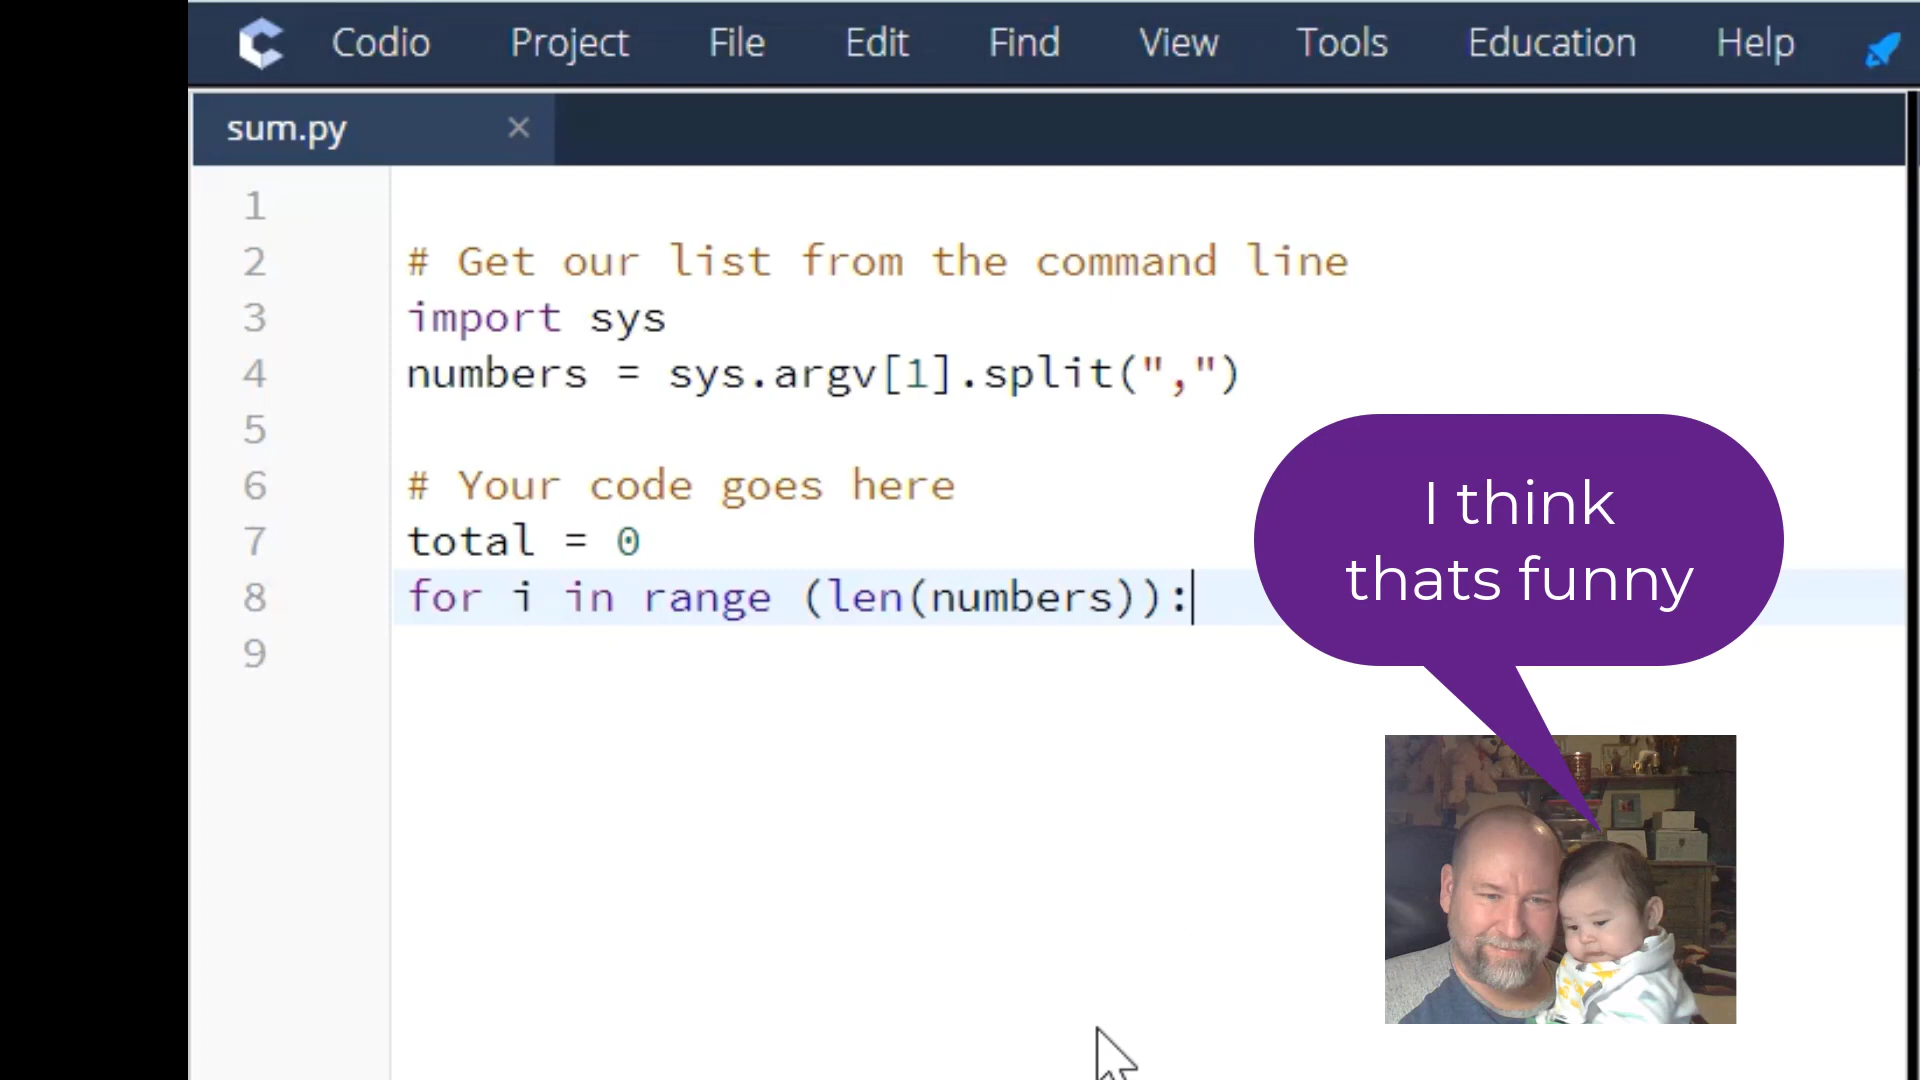 Codio Project File Edit Find View Tools Education Help
sum.py ×
1
2 # Get our list from the command line
3 import sys
4 numbers = sys.argv[1].split(",")
5
6 # Your code goes here
7 total = 0
8 for i in range (len(numbers)):
9
I think
thats funny